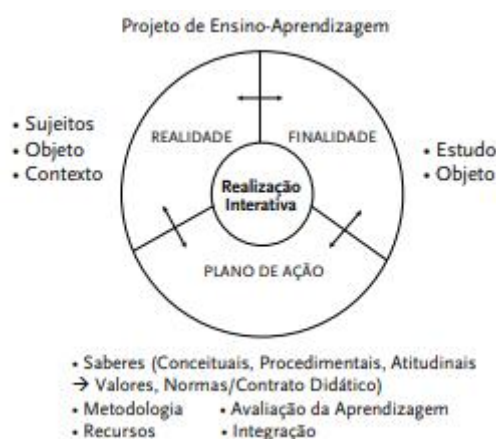 Projeto de Ensino-Aprendizagem
• Sujeitos
• Objeto
• Contexto
REALIDADE
FINALIDADE
• Estudo
• Objeto
Realização
Interativa
PLANO DE AÇÃO
• Saberes (Conceituais, Procedimentais, Atitudinais
→ Valores, Normas/Contrato Didático)
• Metodologia • Avaliação da Aprendizagem
• Recursos • Integração